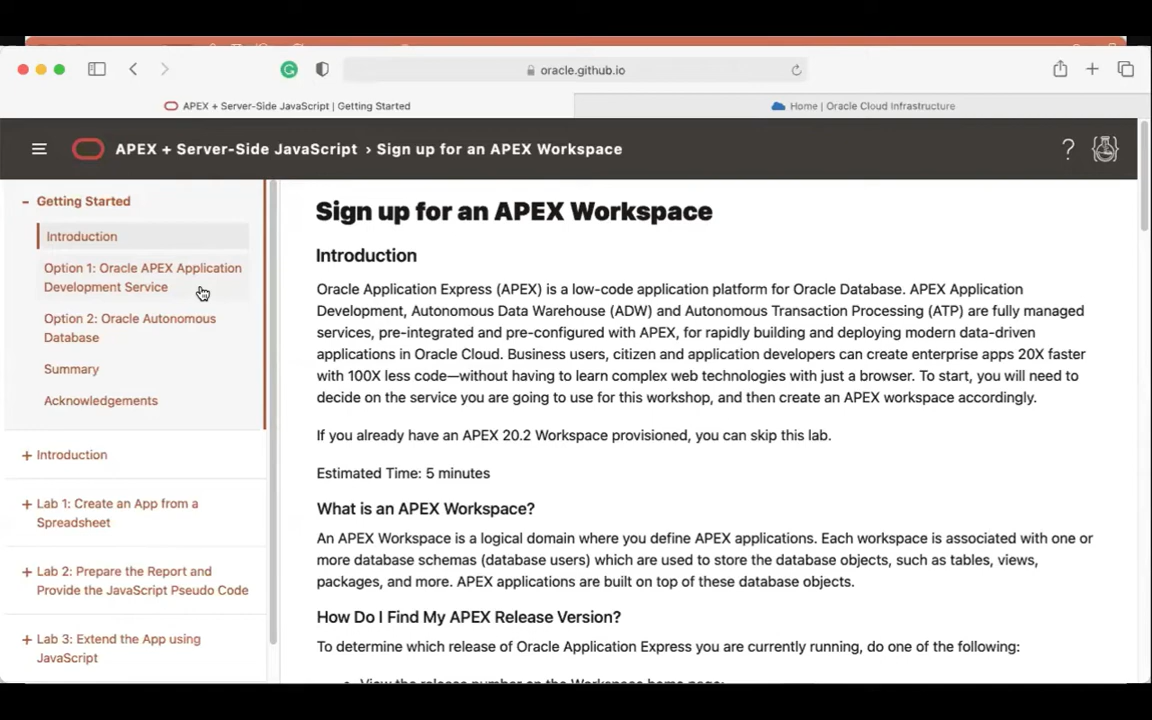 oracle.github.io
APEX + Server-Side JavaScript | Getting Started
Home | Oracle Cloud Infrastructure
APEX + Server-Side JavaScript › Sign up for an APEX Workspace
?
- Getting Started
Introduction
Option 1: Oracle APEX Application
Development Service
Option 2: Oracle Autonomous
Database
Summary
Acknowledgements
+ Introduction
+ Lab 1: Create an App from a
Spreadsheet
+ Lab 2: Prepare the Report and
Provide the JavaScript Pseudo Code
+ Lab 3: Extend the App using
JavaScript
Sign up for an APEX Workspace
Introduction
Oracle Application Express (APEX) is a low-code application platform for Oracle Database. APEX Application
Development, Autonomous Data Warehouse (ADW) and Autonomous Transaction Processing (ATP) are fully managed
services, pre-integrated and pre-configured with APEX, for rapidly building and deploying modern data-driven
applications in Oracle Cloud. Business users, citizen and application developers can create enterprise apps 20X faster
with 100X less code—without having to learn complex web technologies with just a browser. To start, you will need to
decide on the service you are going to use for this workshop, and then create an APEX workspace accordingly.
If you already have an APEX 20.2 Workspace provisioned, you can skip this lab.
Estimated Time: 5 minutes
What is an APEX Workspace?
An APEX Workspace is a logical domain where you define APEX applications. Each workspace is associated with one or
more database schemas (database users) which are used to store the database objects, such as tables, views,
packages, and more. APEX applications are built on top of these database objects.
How Do I Find My APEX Release Version?
To determine which release of Oracle Application Express you are currently running, do one of the following:
View the release number on the Workspace home page: